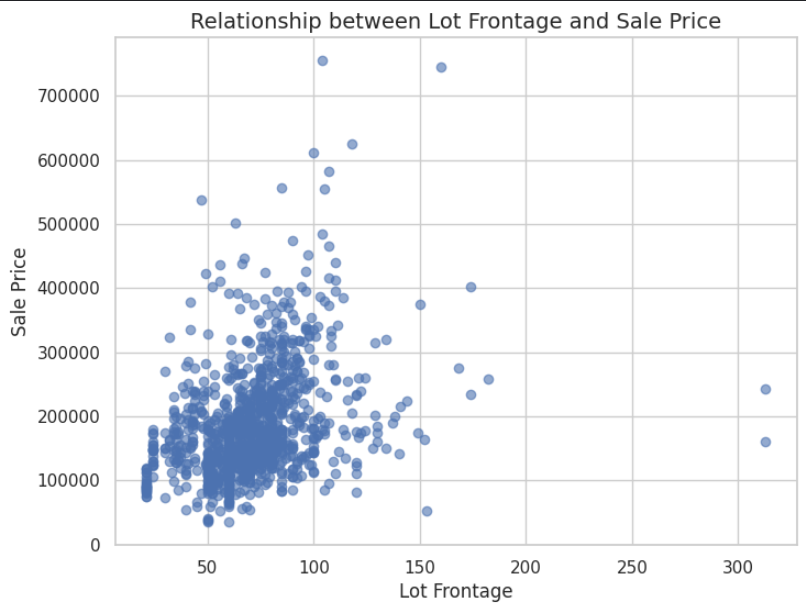 Relationship between Lot Frontage and Sale Price
700000
600000
500000
400000
300000
200000
100000
0
Sale Price
50 100 150 200 250 300
Lot Frontage